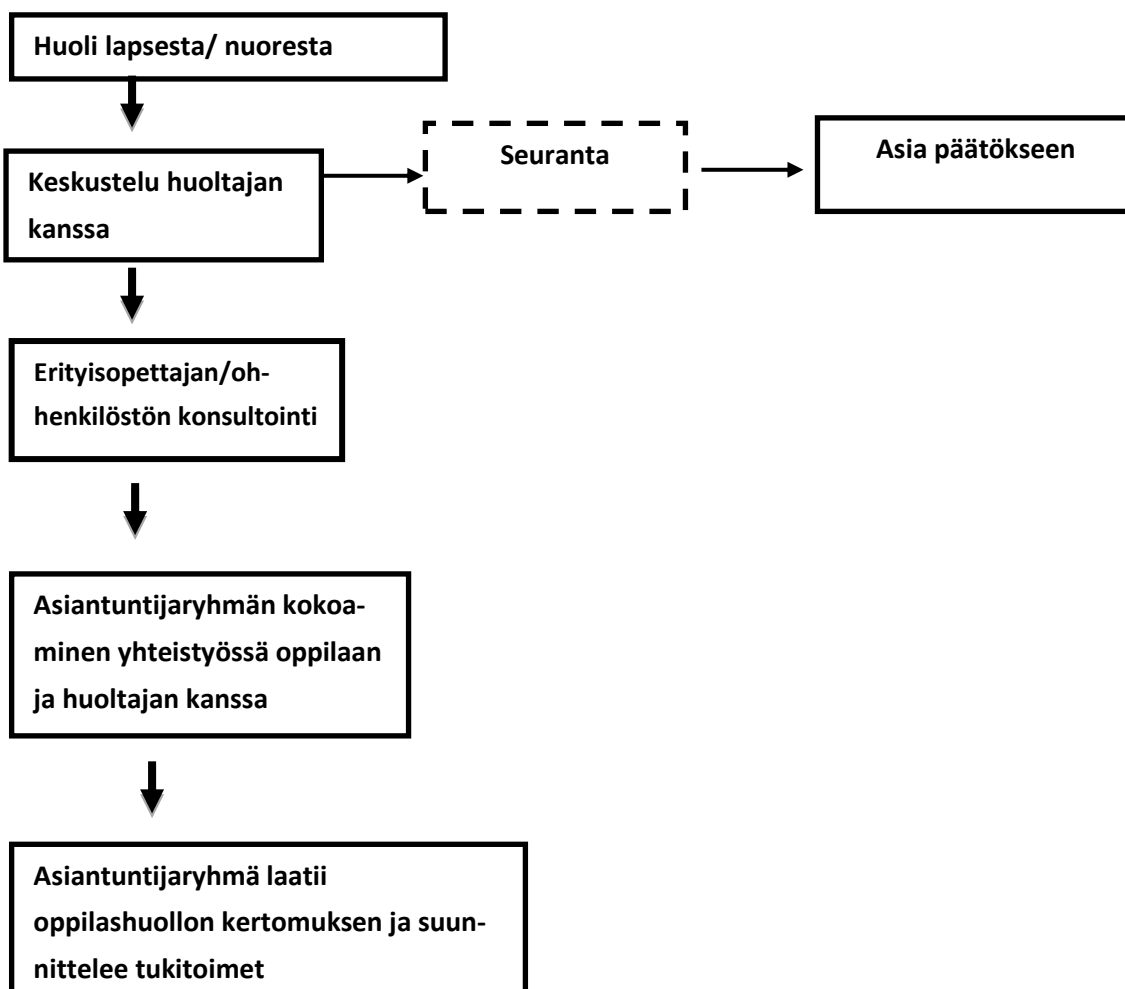 Huoli lapsesta/ nuoresta
Keskustelu huoltajan
kanssa
Seuranta
Asia päätökseen
Erityisopettajan/oh-
henkilöstön konsultointi
Asiantuntijaryhmän kokoa-
minen yhteistyössä oppilaan
ja huoltajan kanssa
Asiantuntijaryhmä laatii
oppilashuollon kertomuksen ja suun-
nittelee tukitoimet